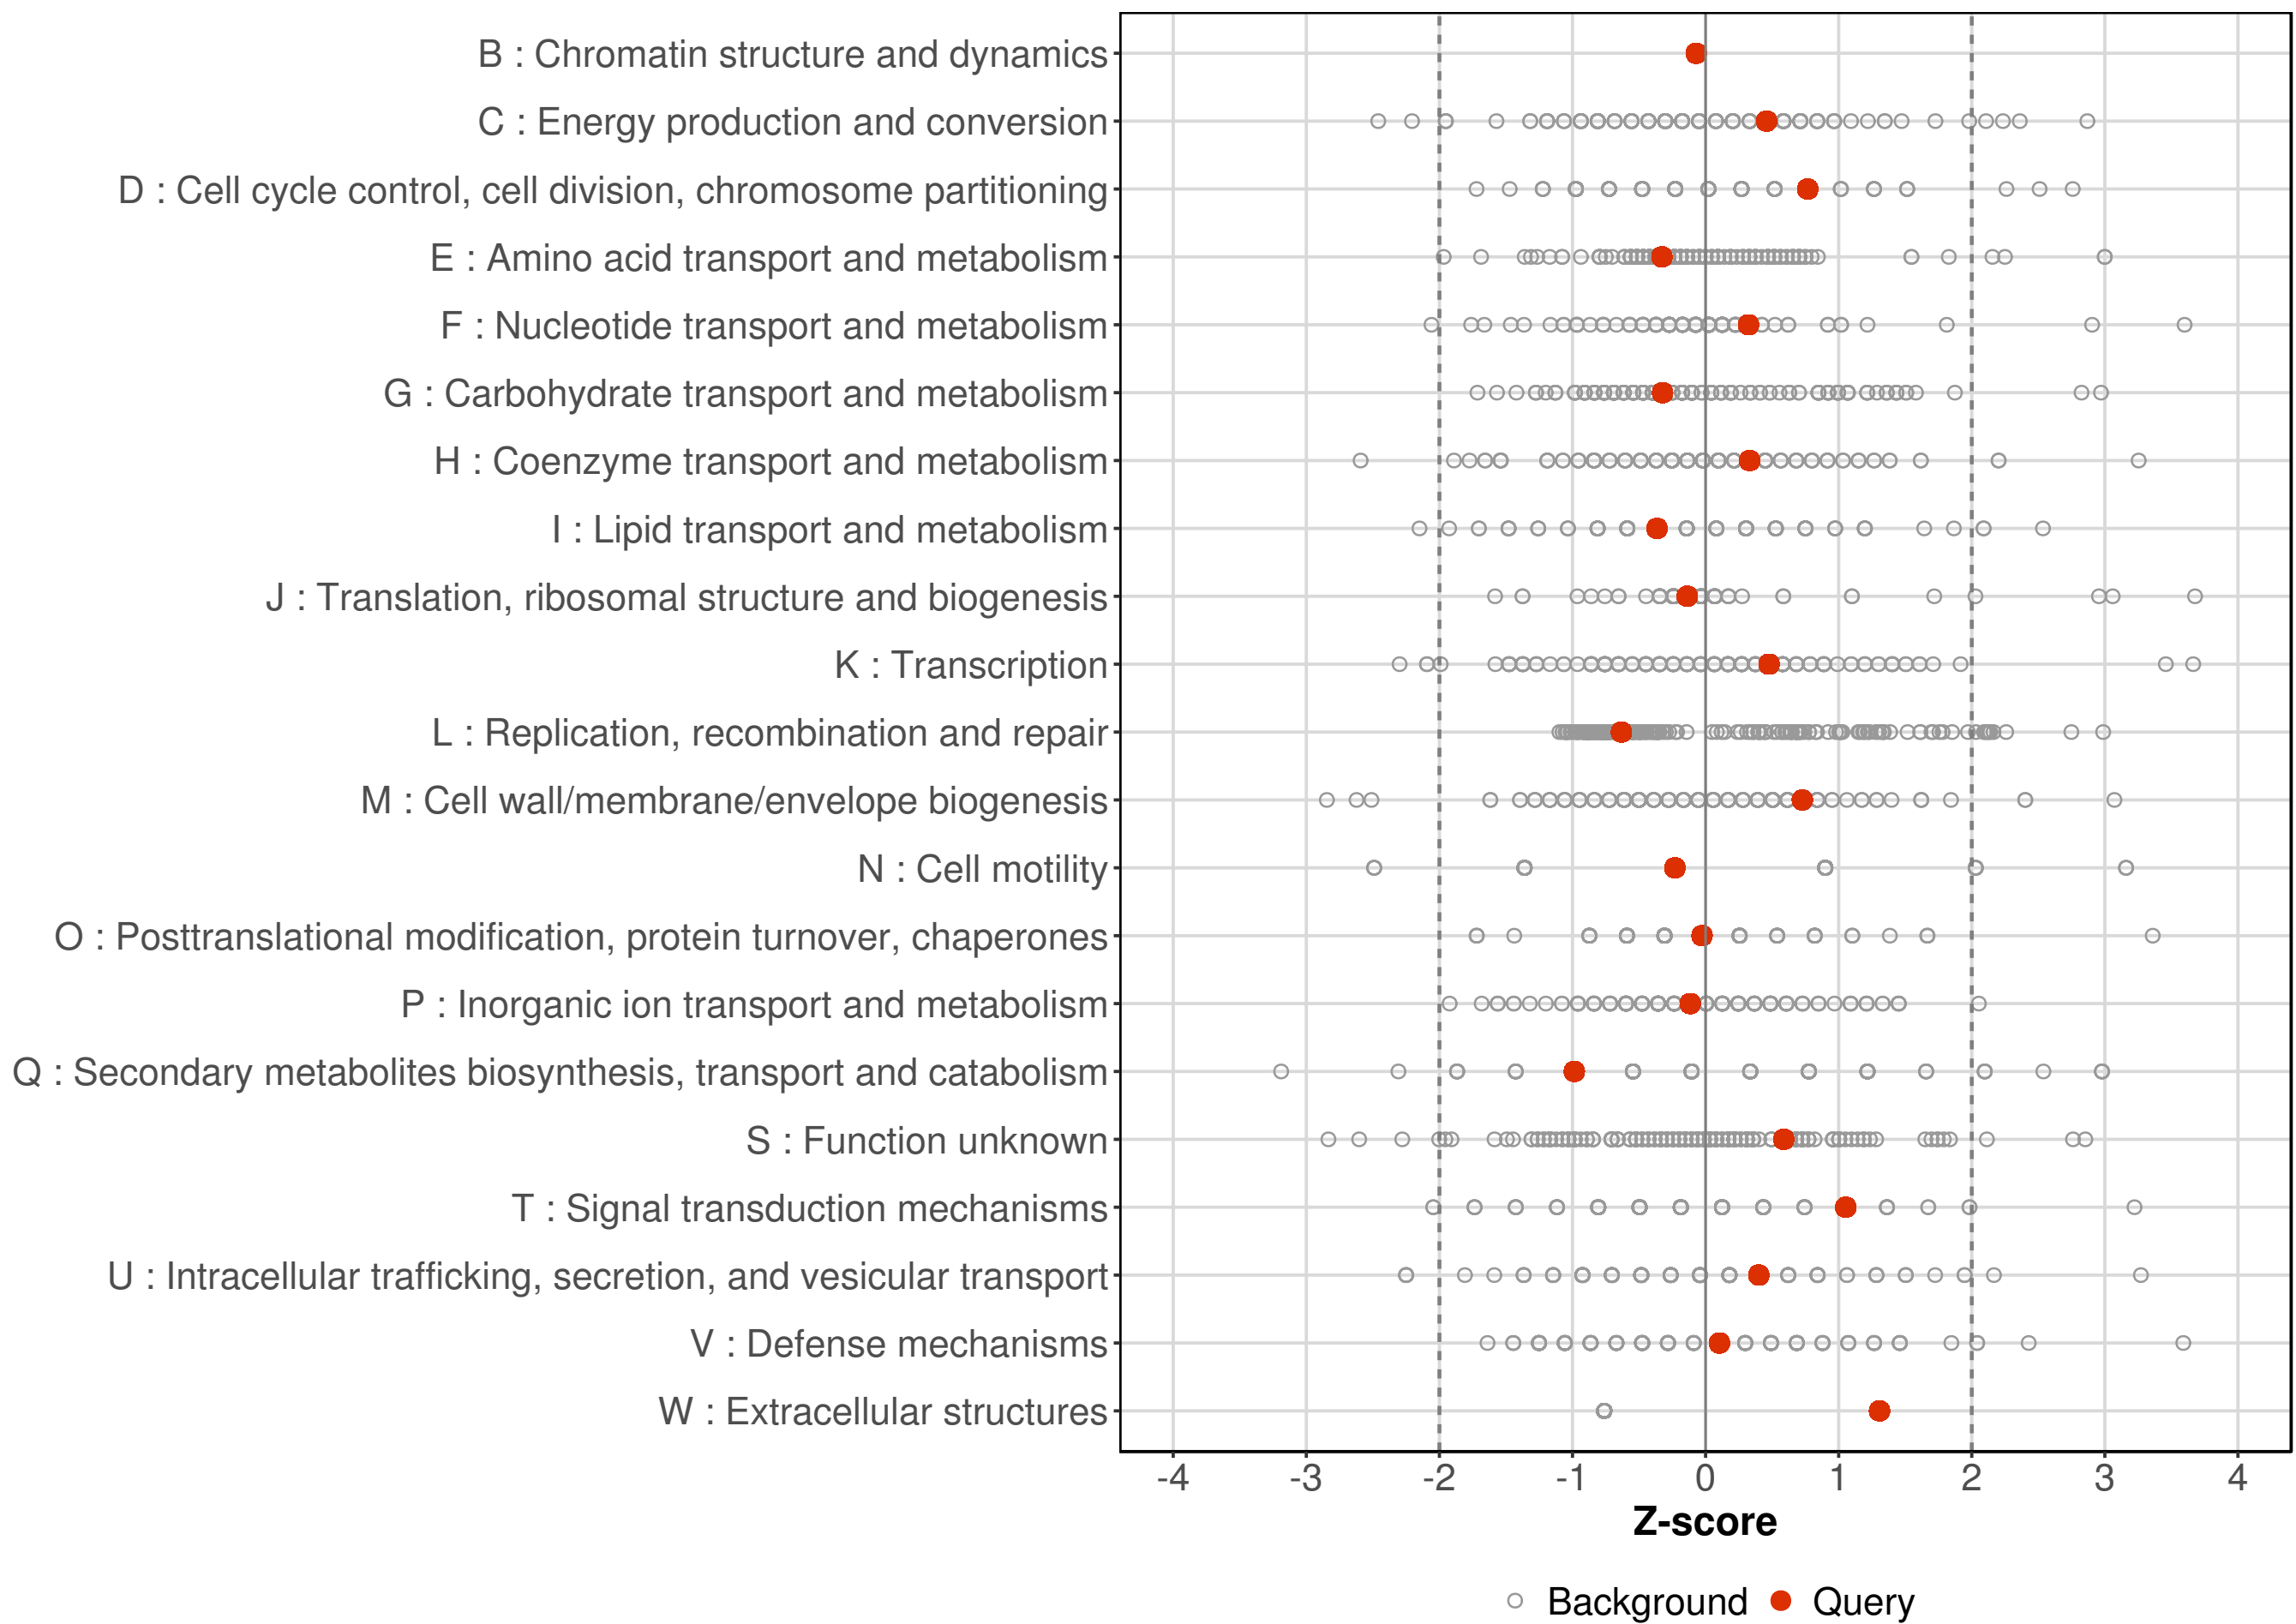 B : Chromatin structure and dynamics
C : Energy production and conversion
D : Cell cycle control, cell division, chromosome partitioning
E : Amino acid transport and metabolism
F : Nucleotide transport and metabolism
G : Carbohydrate transport and metabolism
H : Coenzyme transport and metabolism
I : Lipid transport and metabolism
J : Translation, ribosomal structure and biogenesis
K : Transcription
L : Replication, recombination and repair
M : Cell wall/membrane/envelope biogenesis
N : Cell motility
O : Posttranslational modification, protein turnover, chaperones
P : Inorganic ion transport and metabolism
Q : Secondary metabolites biosynthesis, transport and catabolism
S : Function unknown
T : Signal transduction mechanisms
U : Intracellular trafficking, secretion, and vesicular transport
V : Defense mechanisms
W : Extracellular structures
-4 -3 -2 -1 0 1 2 3 4
Z-score
Background Query